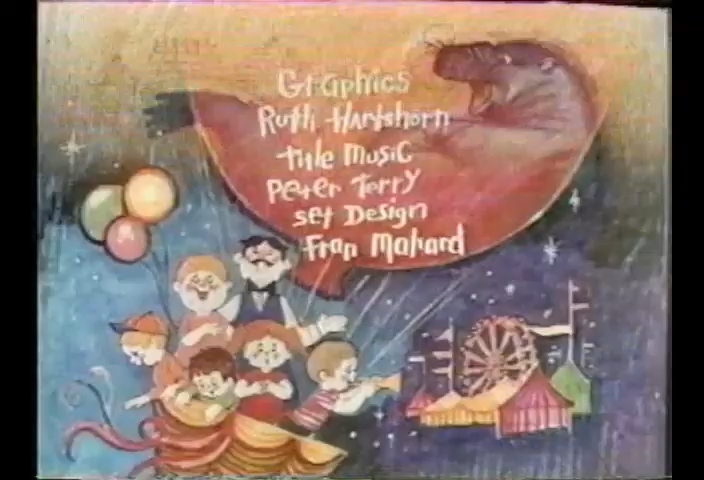 Graphics
Ruth Hartshorn
title Music
Peter Terry
set Design
Fran Mahard